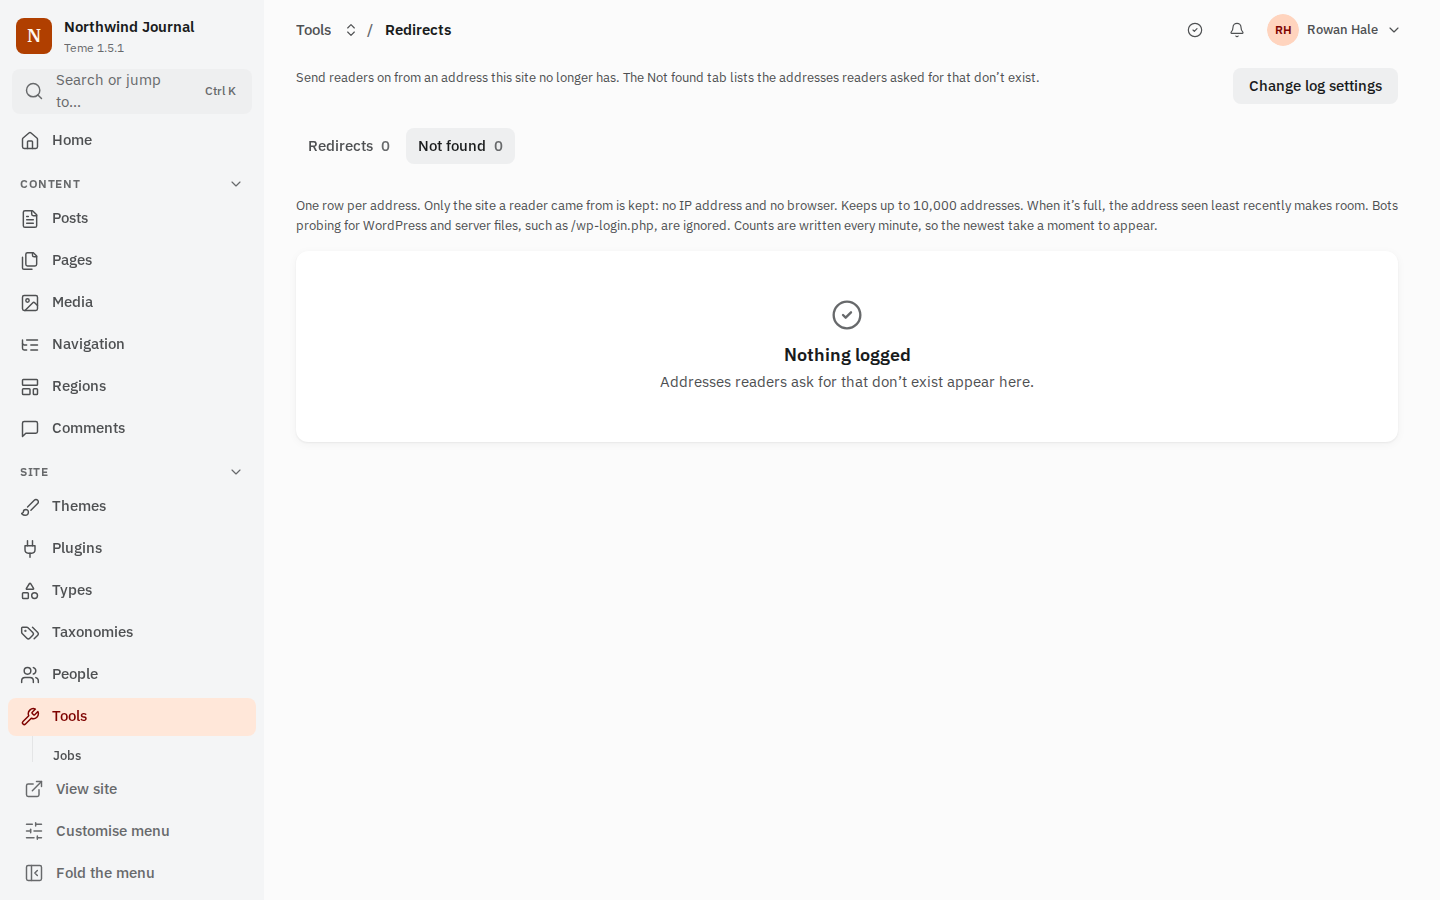 N
Northwind Journal
Teme 1.5.1
Search or jump
to...
Ctrl K
Home
CONTENT
Posts
Pages
Media
Navigation
Regions
Comments
SITE
Themes
Plugins
Types
Taxonomies
People
Tools
Jobs
View site
Customise menu
Fold the menu
Tools / Redirects
RH Rowan Hale
Send readers on from an address this site no longer has. The Not found tab lists the addresses readers asked for that don’t exist.
Change log settings
Redirects 0
Not found 0
One row per address. Only the site a reader came from is kept: no IP address and no browser. Keeps up to 10,000 addresses. When it’s full, the address seen least recently makes room. Bots
probing for WordPress and server files, such as /wp-login.php, are ignored. Counts are written every minute, so the newest take a moment to appear.
Nothing logged
Addresses readers ask for that don’t exist appear here.